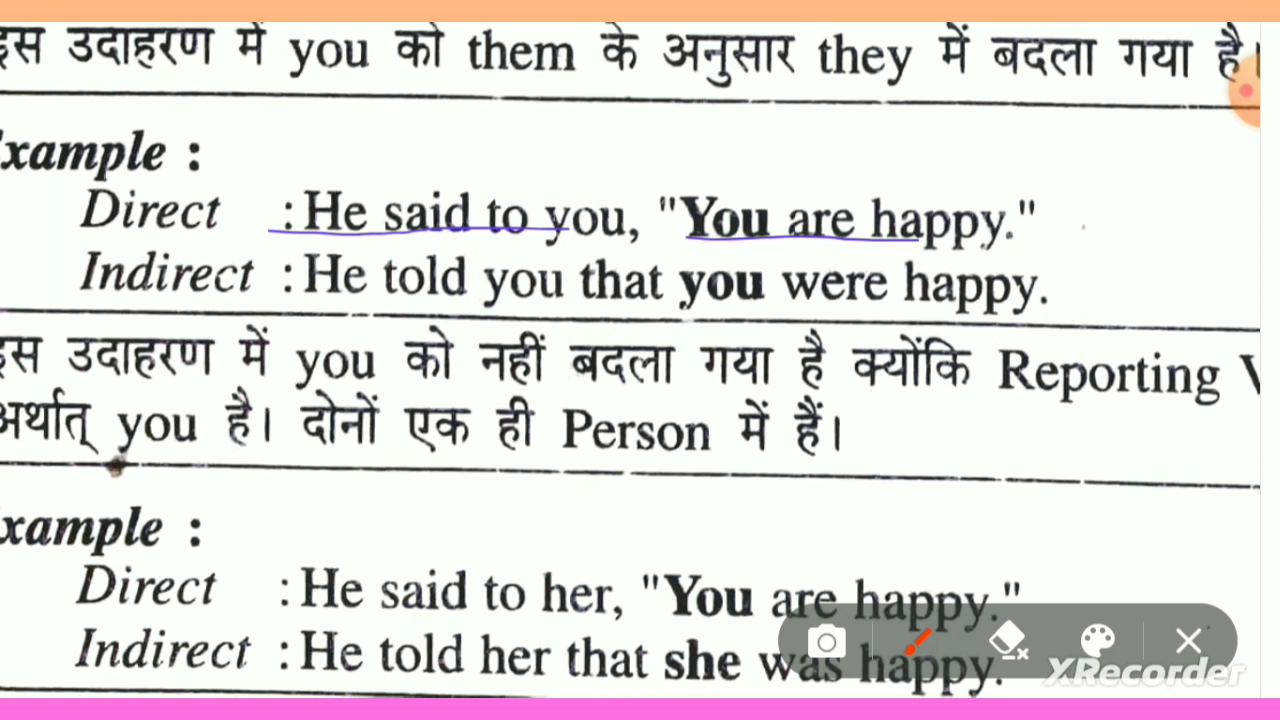 इस उदाहरण में you को them के अनुसार they में बदला गया है।
Example :
Direct : He said to you, "You are happy."
Indirect : He told you that you were happy.
इस उदाहरण में you को नहीं बदला गया है क्योंकि Reporting
अर्थात् you है। दोनों एक ही Person में हैं।
Example :
Direct : He said to her, "You are happy."
Indirect : He told her that she was happy.
XRecorder